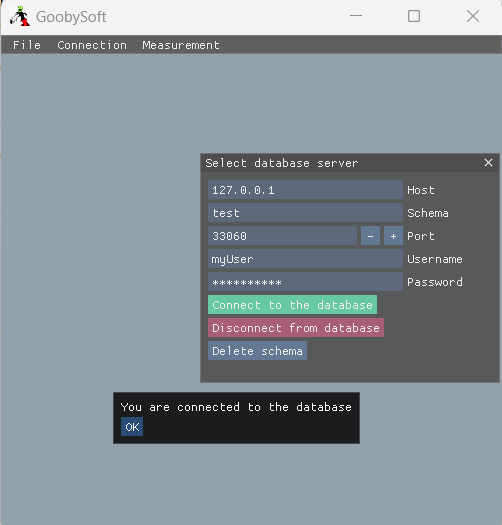 GoobySoft
File Connection Measurement
Select database server
127.0.0.1 Host
test Schema
33060 - + Port
myUser Username
********** Password
Connect to the database
Disconnect from database
Delete schema
You are connected to the database
OK